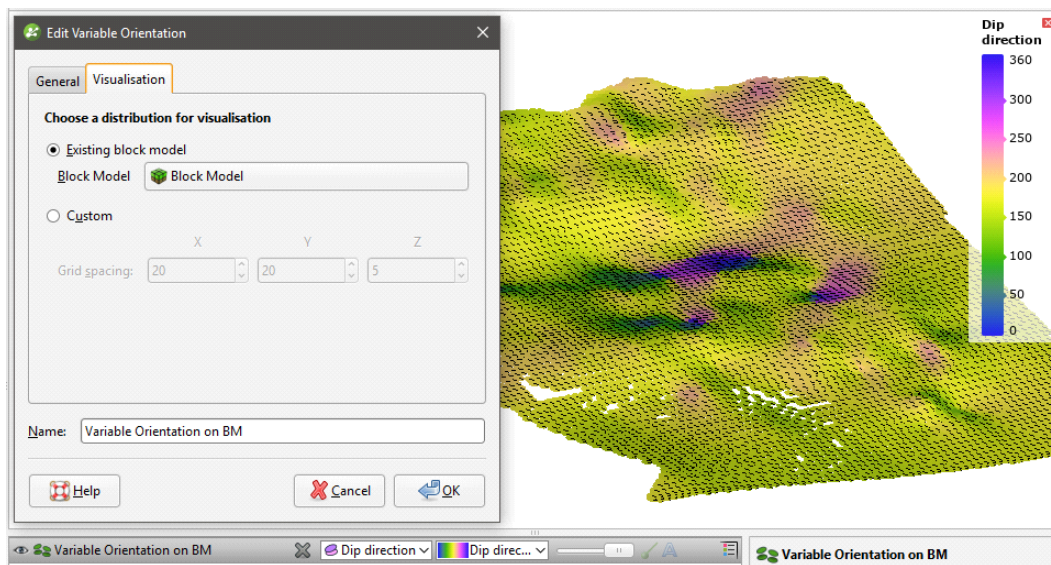 Edit Variable Orientation
General
Visualisation
Choose a distribution for visualisation
Existing block model
Block Model
Block Model
Custom
X Y Z
Grid spacing: 20 20 5
Name: Variable Orientation on BM
Help
Cancel
OK
Dip
direction
360
300
250
200
150
100
50
0
Variable Orientation on BM
Dip direction
Dip direc...
Variable Orientation on BM